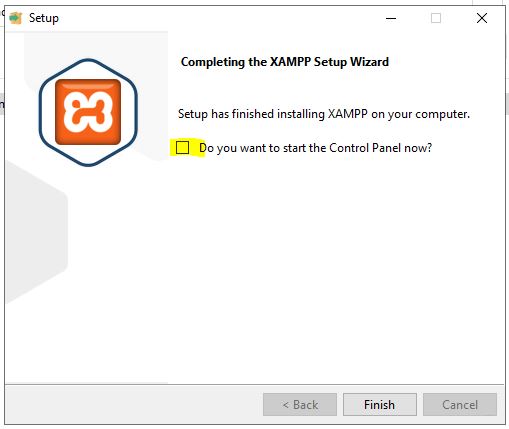 Setup
Completing the XAMPP Setup Wizard
Setup has finished installing XAMPP on your computer.
Do you want to start the Control Panel now?
< Back
Finish
Cancel